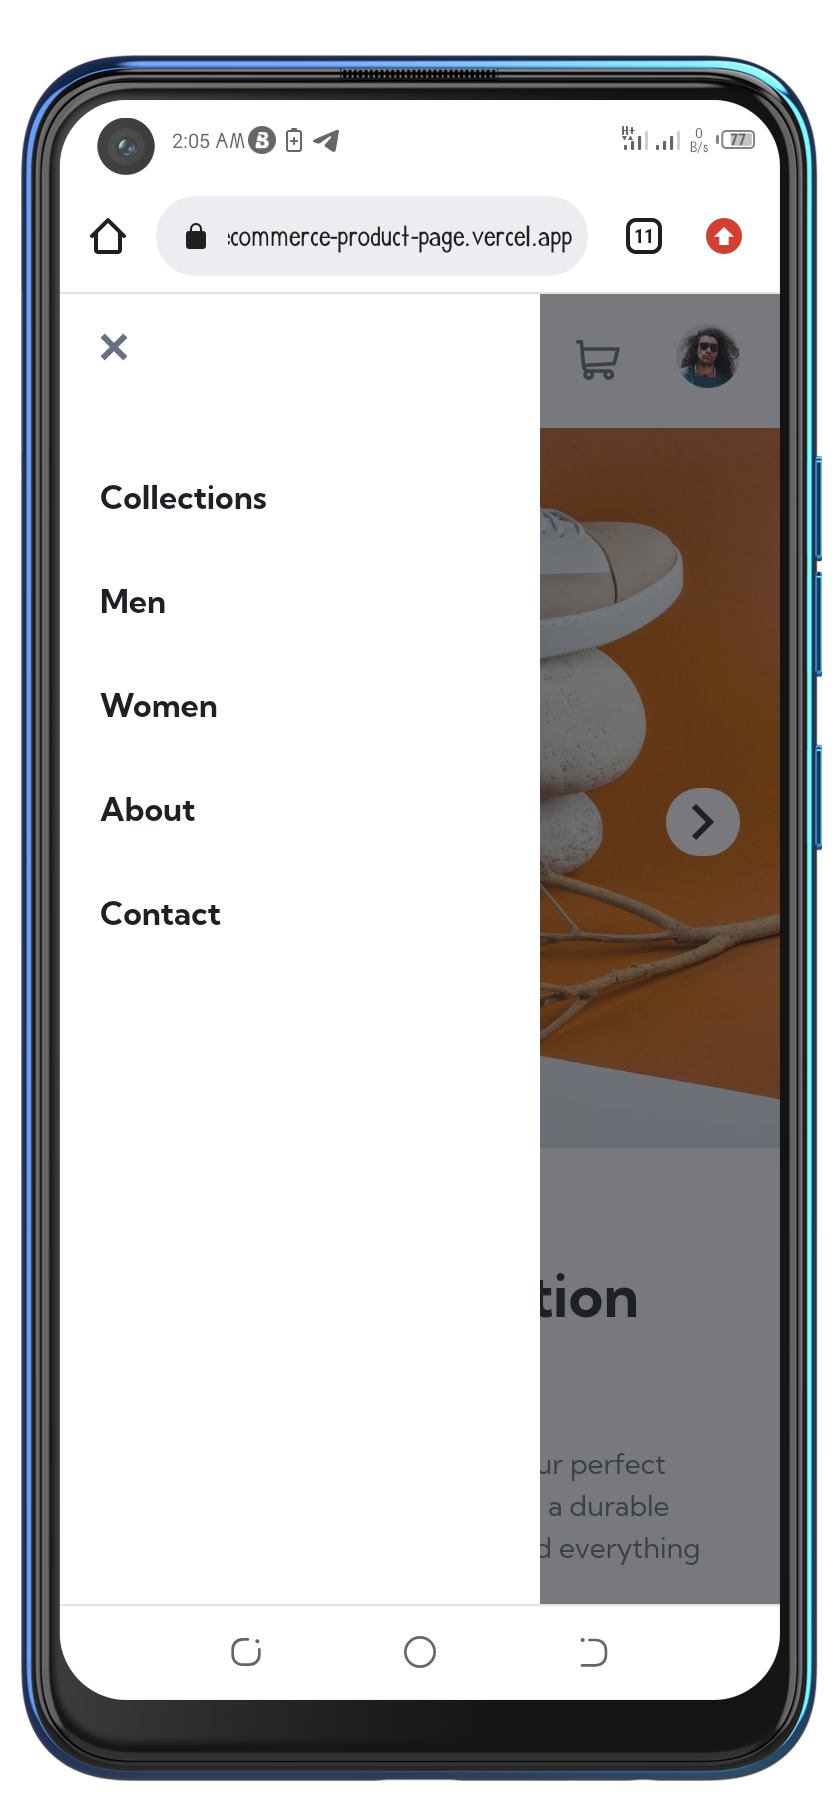 2:05 AM
H+
0
B/s
77
commerce-product-page.vercel.app
11
Collections
Men
Women
About
Contact
tion
ur perfect
a durable
d everything